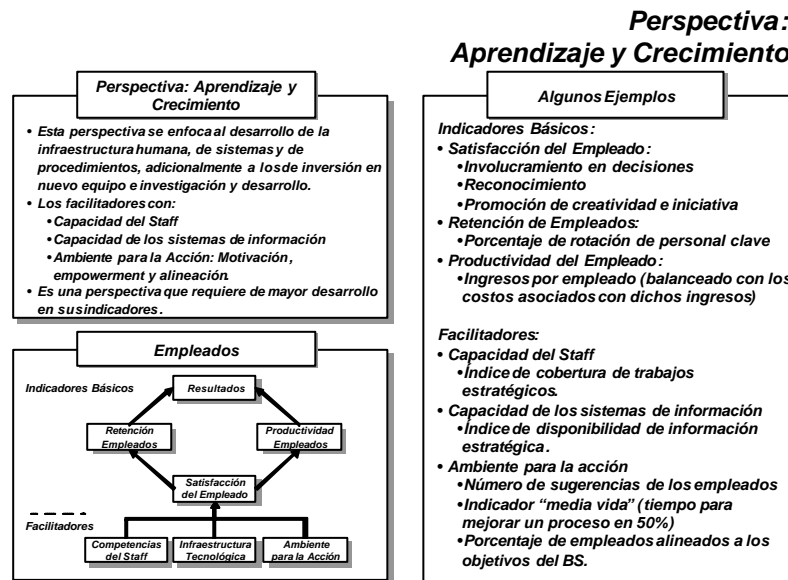 Perspectiva:
Aprendizaje y Crecimiento
Perspectiva: Aprendizaje y
Crecimiento
• Esta perspectiva se enfoca al desarrollo de la
infraestructura humana, de sistemas y de
procedimientos, adicionalmente a los de inversión en
nuevo equipo e investigación y desarrollo.
• Los facilitadores con:
•Capacidad del Staff
•Capacidad de los sistemas de información
•Ambiente para la Acción: Motivación,
empowerment y alineación.
• Es una perspectiva que requiere de mayor desarrollo
en sus indicadores.
Empleados
Indicadores Básicos
Resultados
Retención
Empleados
Productividad
Empleados
Satisfacción
del Empleado
Facilitadores
Competencias
del Staff
Infraestructura
Tecnológica
Ambiente
para la Acción
Algunos Ejemplos
Indicadores Básicos:
• Satisfacción del Empleado:
•Involucramiento en decisiones
•Reconocimiento
•Promoción de creatividad e iniciativa
• Retención de Empleados:
•Porcentaje de rotación de personal clave
• Productividad del Empleado:
•Ingresos por empleado (balanceado con los
costos asociados con dichos ingresos)
Facilitadores:
• Capacidad del Staff
•Índice de cobertura de trabajos
estratégicos.
• Capacidad de los sistemas de información
•Índice de disponibilidad de información
estratégica.
• Ambiente para la acción
•Número de sugerencias de los empleados
•Indicador “media vida” (tiempo para
mejorar un proceso en 50%)
•Porcentaje de empleados alineados a los
objetivos del BS.